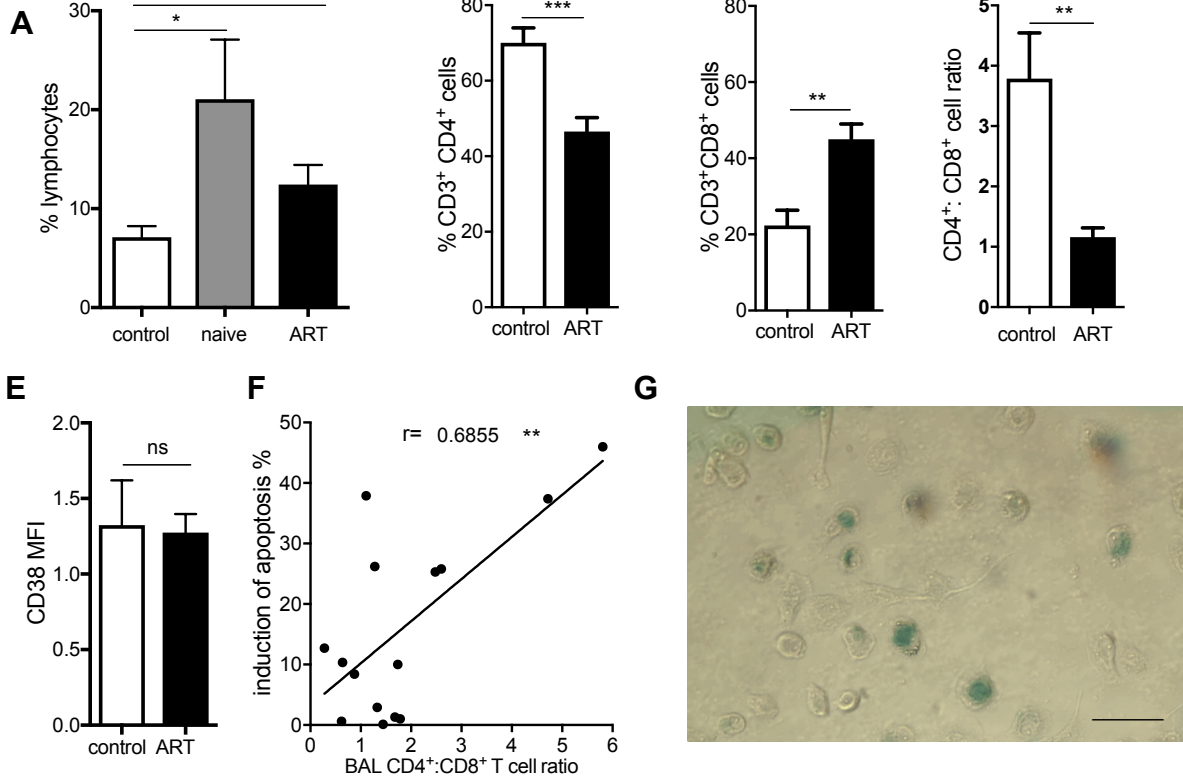 A
30
20
10
0
% lymphocytes
*
control naive ART
80
60
40
20
0
% CD3+ CD4+ cells
***
control ART
80
60
40
20
0
% CD3+CD8+ cells
**
control ART
5
4
3
2
1
0
CD4+: CD8+ cell ratio
**
control ART
E
2.0
1.5
1.0
0.5
0.0
CD38 MFI
ns
control ART
F
50
40
30
20
10
0
induction of apoptosis %
r= 0.6855 **
0 1 2 3 4 5 6
BAL CD4+:CD8+ T cell ratio
G